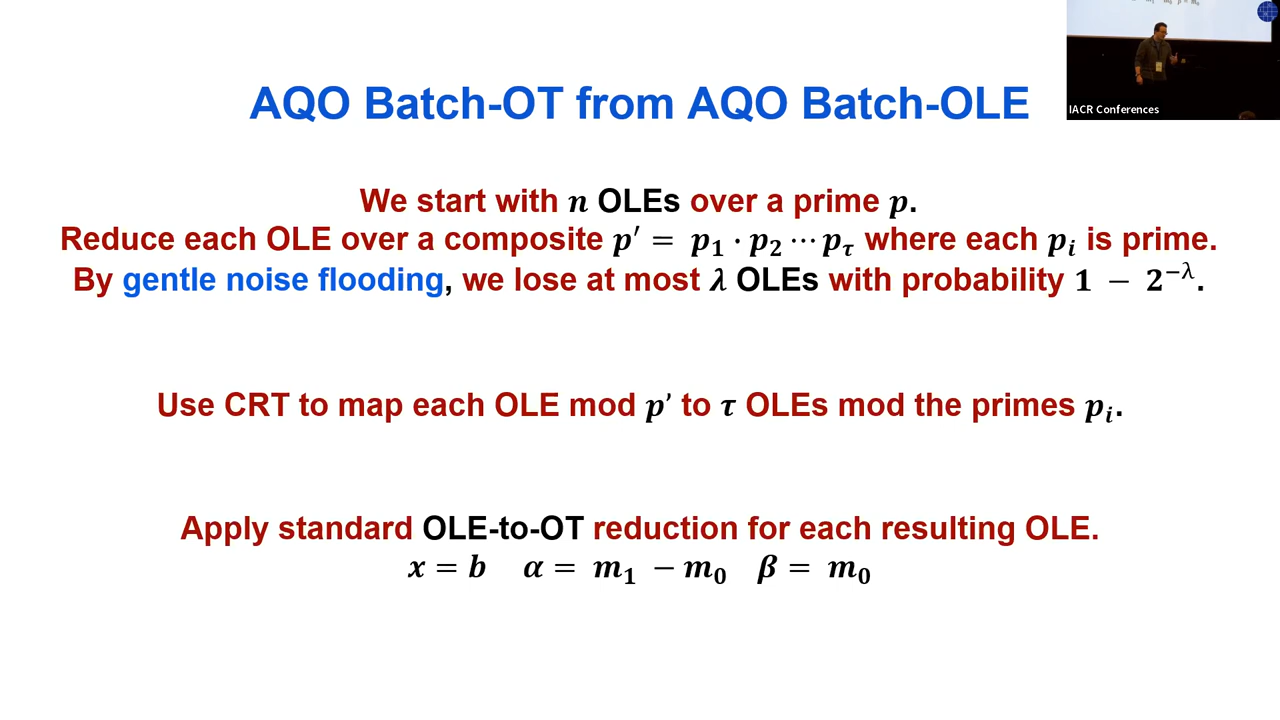 AQO Batch-OT from AQO Batch-OLE
IACR Conferences
We start with n OLEs over a prime p.
Reduce each OLE over a composite p′ = p₁ · p₂ ⋯ p_τ where each pᵢ is prime.
By gentle noise flooding, we lose at most λ OLEs with probability 1 − 2^{−λ}.
Use CRT to map each OLE mod p’ to τ OLEs mod the primes pᵢ.
Apply standard OLE-to-OT reduction for each resulting OLE.
x = b α = m₁ − m₀ β = m₀